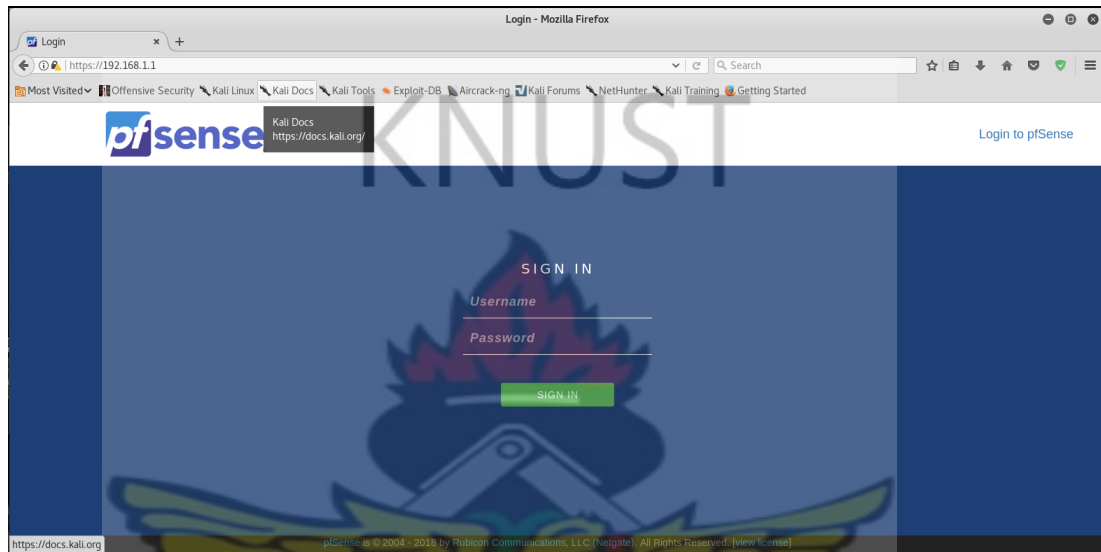 Login - Mozilla Firefox
pf Login
https://192.168.1.1
Search
Most Visited Offensive Security Kali Linux Kali Docs Kali Tools Exploit-DB Aircrack-ng Kali Forums NetHunter Kali Training Getting Started
KNUST
pfsense
Kali Docs
https://docs.kali.org/
Login to pfSense
SIGN IN
Username
Password
SIGN IN
https://docs.kali.org
pfSense is © 2004 - 2018 by Rubicon Communications, LLC (Netgate). All Rights Reserved. [view license]